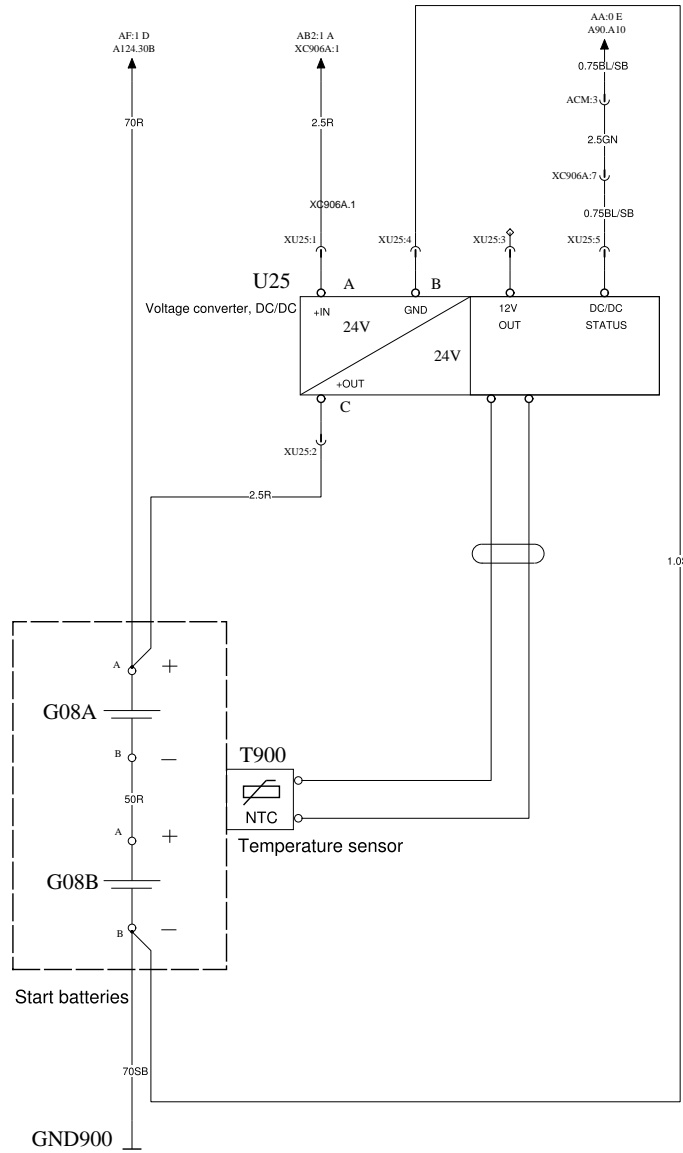 AF:1 D
A124.30B
AB2:1 A
XC906A:1
AA:0 E
A90.A10
0.75BL/SB
ACM:3
70R
2.5R
2.5GN
XC906A:7
XC906A.1
0.75BL/SB
XU25:1
XU25:4
XU25:3
XU25:5
U25
A
B
Voltage converter, DC/DC
+IN
24V
GND
12V
OUT
DC/DC
STATUS
24V
+OUT
C
XU25:2
2.5R
A
+
G08A
B
−
50R
T900
NTC
Temperature sensor
A
+
G08B
B
−
Start batteries
70SB
GND900